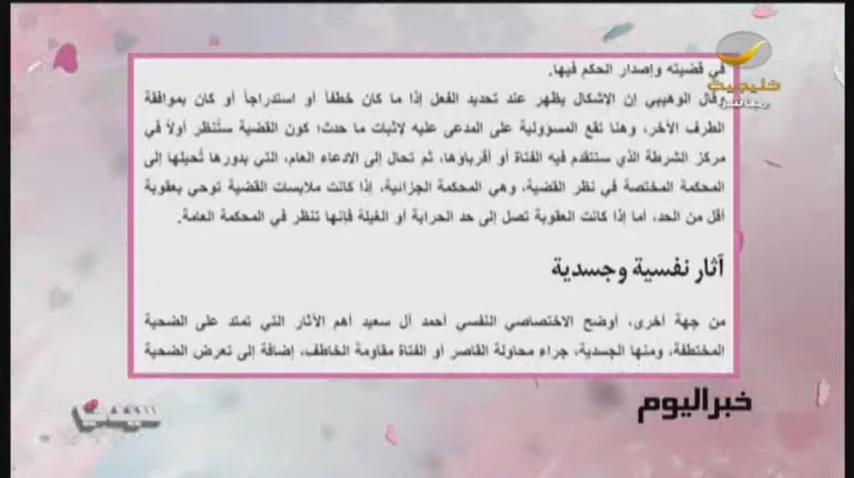 خليجية
مباشر
في قضيته وإصدار الحكم فيها.
وقال الوهيبي إن الإشكال يظهر عند تحديد الفعل إذا ما كان خطفاً أو استدراجاً أو كان بموافقة
الطرف الأخر، وهنا تقع المسؤولية على المدعى عليه لإثبات ما حدث؛ كون القضية ستُنظر أولاً في
مركز الشرطة الذي ستتقدم فيه الفتاة أو أقرباؤها، ثم تحال إلى الادعاء العام، التي بدورها تُحيلها إلى
المحكمة المختصة في نظر القضية، وهي المحكمة الجزائية، إذا كانت ملابسات القضية توحي بعقوبة
أقل من الحد، أما إذا كانت العقوبة تصل إلى حد الحرابة أو الغيلة فإنها تنظر في المحكمة العامة.
آثار نفسية وجسدية
من جهة أخرى، أوضح الاختصاصي النفسي أحمد آل سعيد أهم الأثار التي تمتد على الضحية
المختطفة، ومنها الجسدية، جراء محاولة القاصر أو الفتاة مقاومة الخاطف، إضافة إلى تعرض الضحية
خبر اليوم